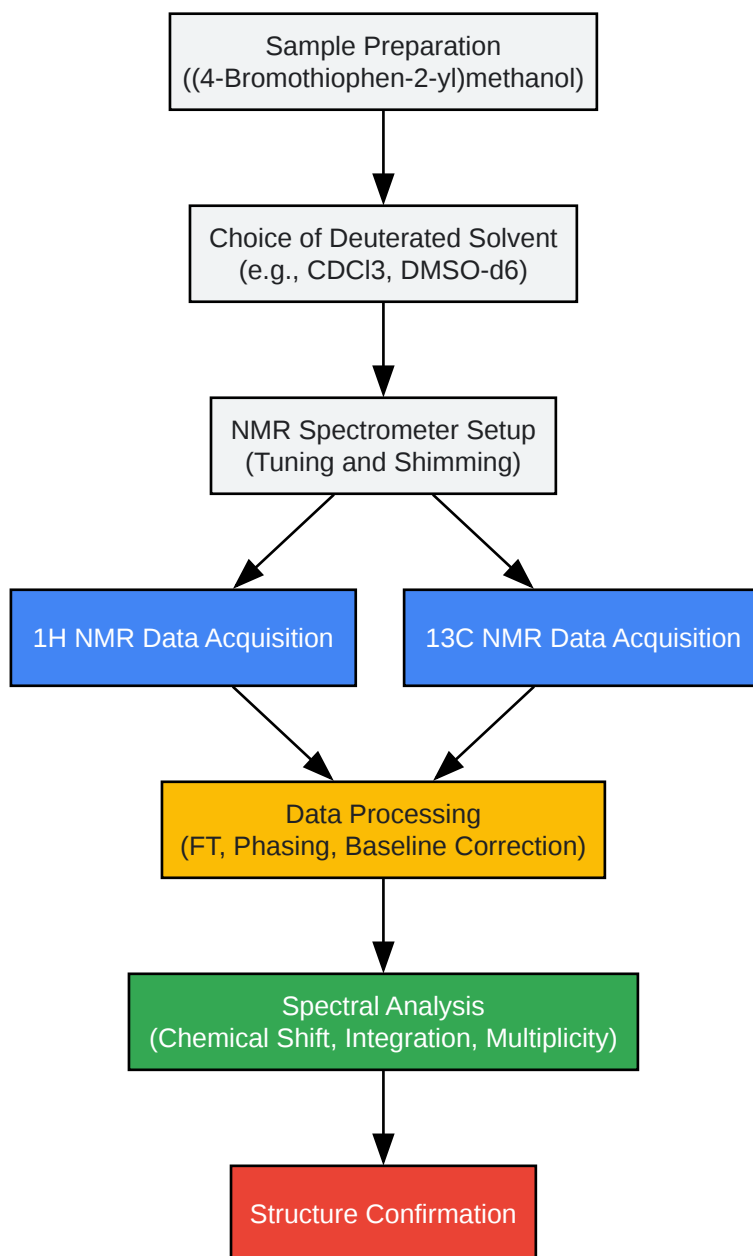 Sample Preparation
((4-Bromothiophen-2-yl)methanol)
Choice of Deuterated Solvent
(e.g., CDCl3, DMSO-d6)
NMR Spectrometer Setup
(Tuning and Shimming)
1H NMR Data Acquisition
13C NMR Data Acquisition
Data Processing
(FT, Phasing, Baseline Correction)
Spectral Analysis
(Chemical Shift, Integration, Multiplicity)
Structure Confirmation